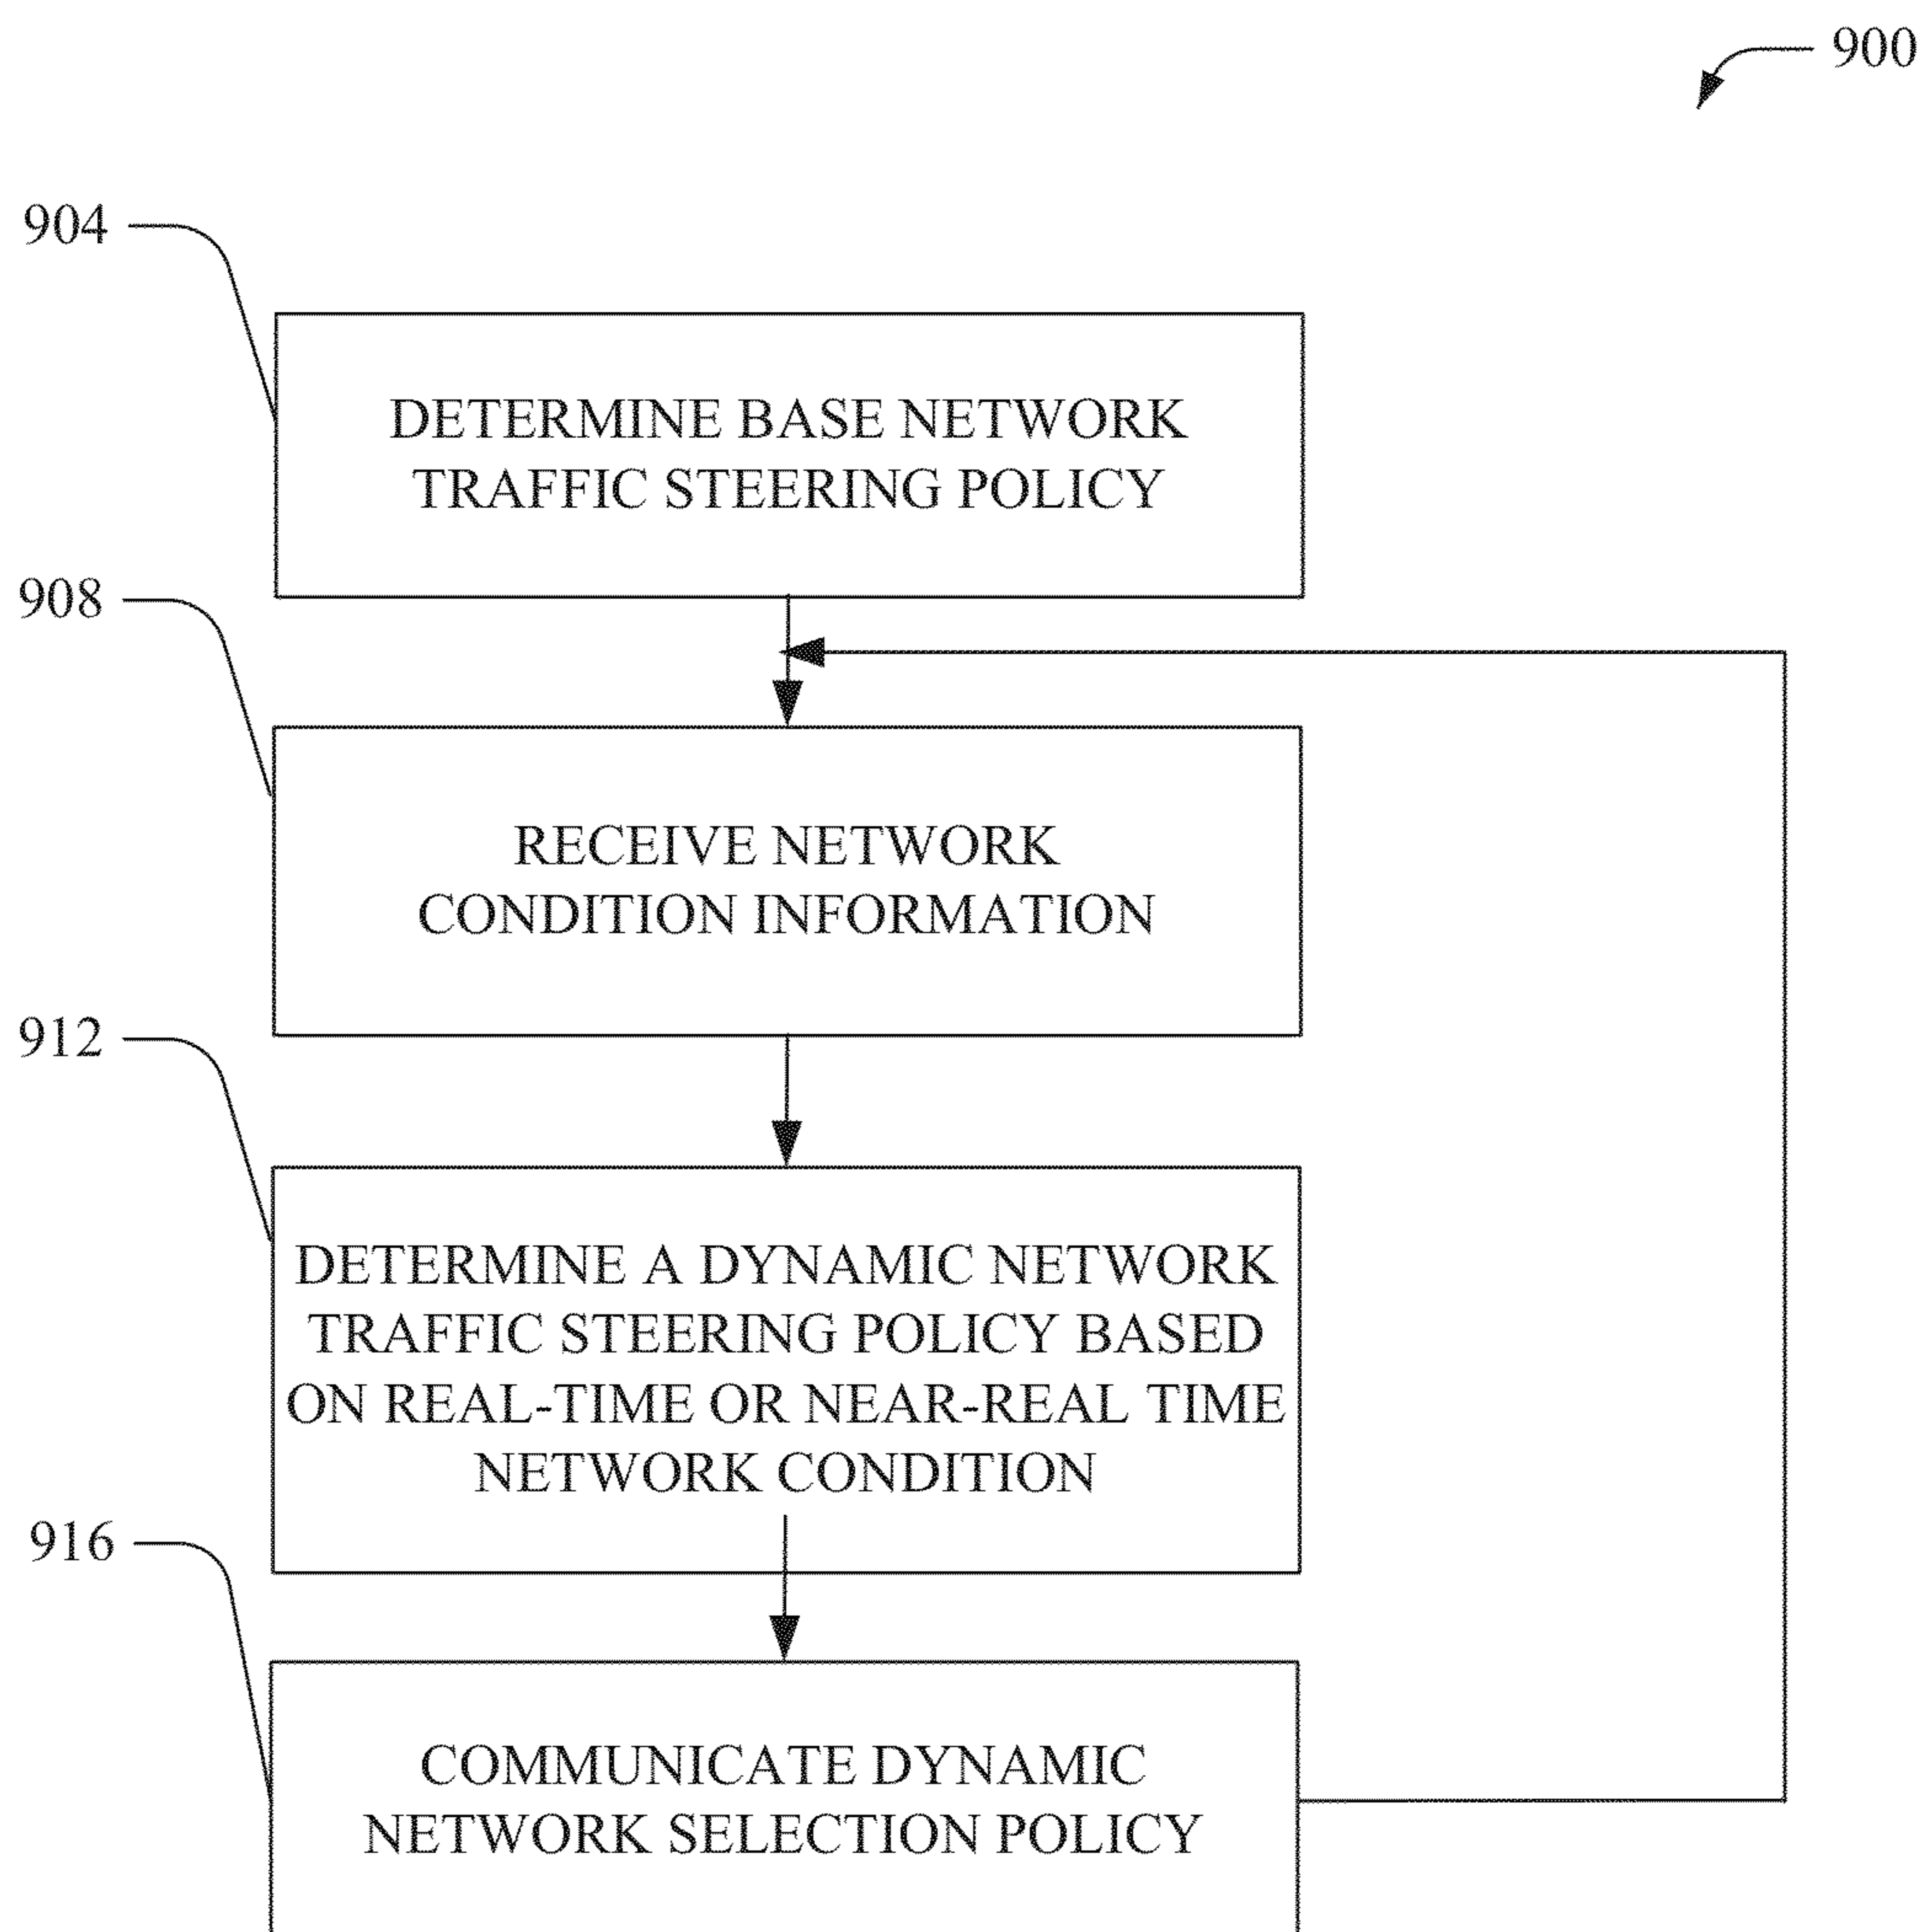 900
904
DETERMINE BASE NETWORK
TRAFFIC STEERING POLICY
908
RECEIVE NETWORK
CONDITION INFORMATION
912
DETERMINE A DYNAMIC NETWORK
TRAFFIC STEERING POLICY BASED
ON REAL-TIME OR NEAR-REAL TIME
NETWORK CONDITION
916
COMMUNICATE DYNAMIC
NETWORK SELECTION POLICY